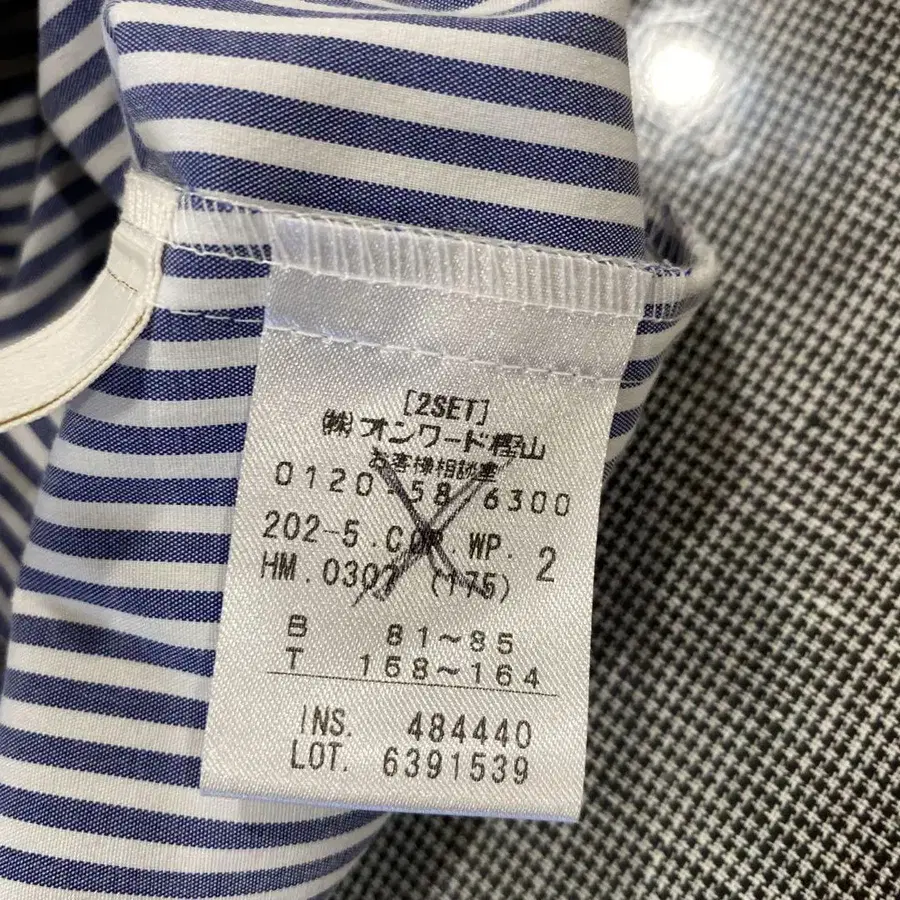 [2SET]
㈱オンワード樫山
お客様相談室
0120-58-6300
202-5.COP.WP. 2
HM.0307 (175)
B 81~85
T 158~164
INS. 484440
LOT. 6391539